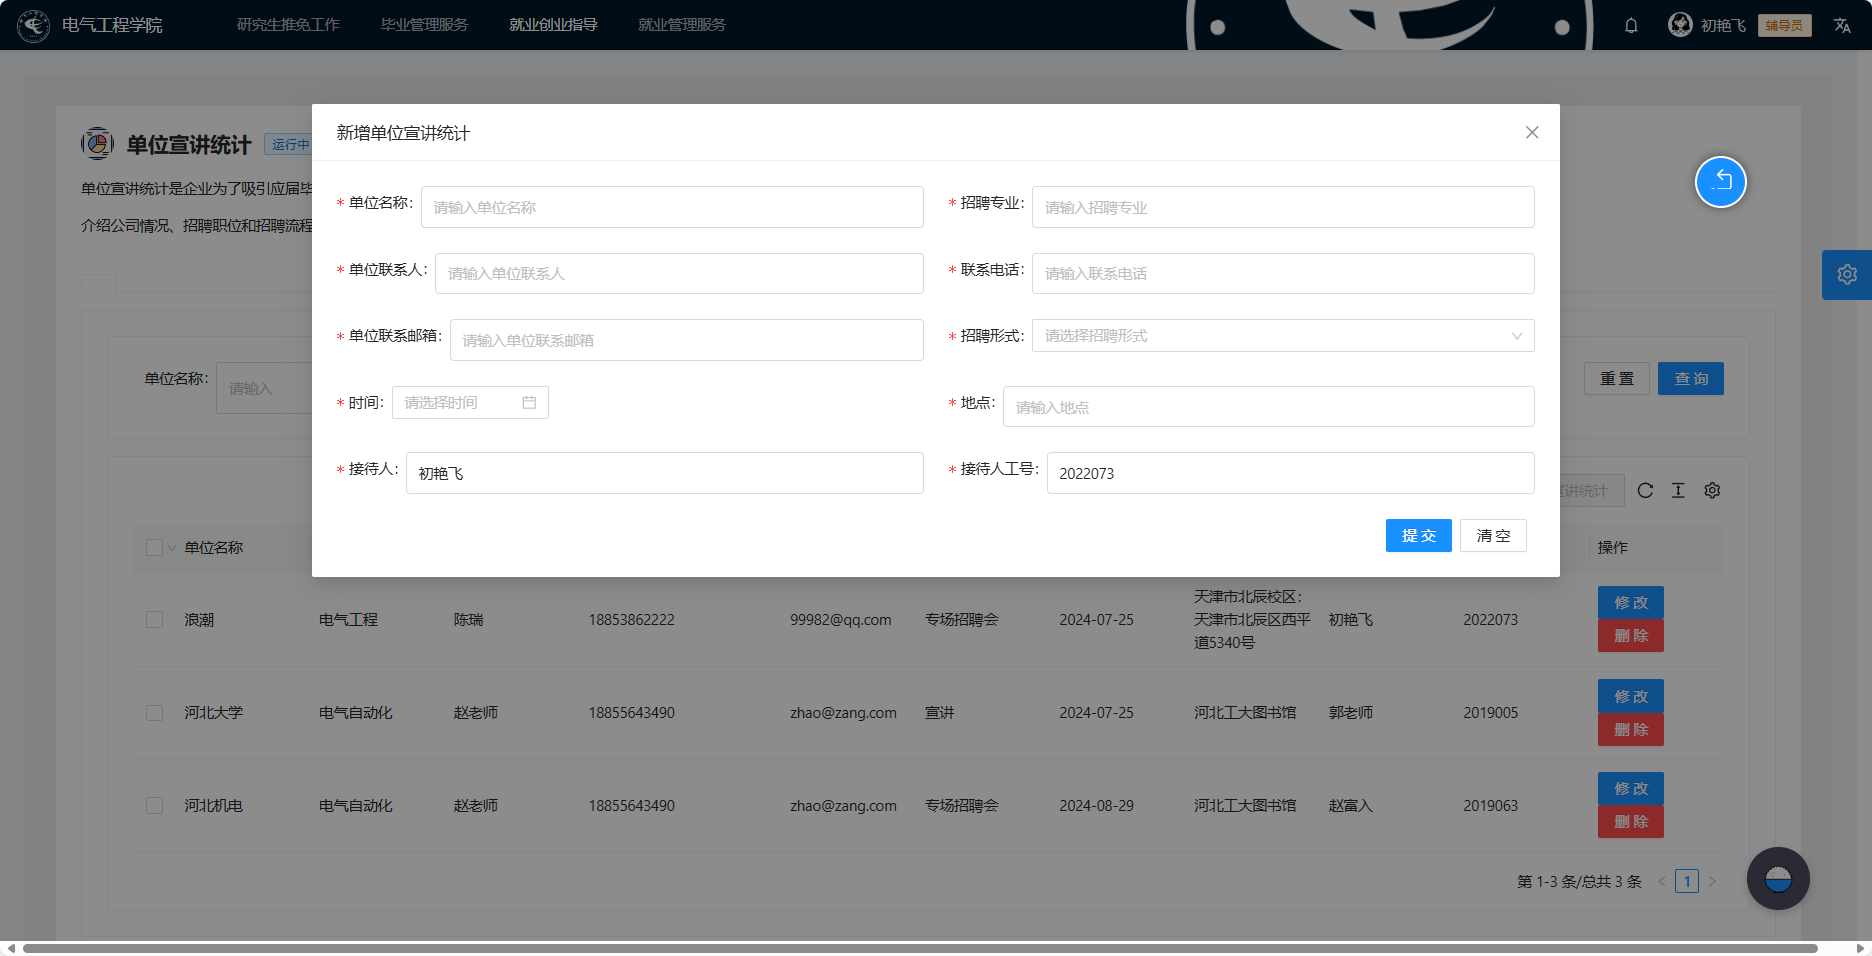 电气工程学院
研究生推免工作
毕业管理服务
就业创业指导
就业管理服务
初艳飞
辅导员
单位宣讲统计
运行中
单位宣讲统计是企业为了吸引应届毕
介绍公司情况、招聘职位和招聘流程
新增单位宣讲统计
* 单位名称:
请输入单位名称
* 招聘专业:
请输入招聘专业
* 单位联系人:
请输入单位联系人
* 联系电话:
请输入联系电话
* 单位联系邮箱:
请输入单位联系邮箱
* 招聘形式:
请选择招聘形式
* 时间:
请选择时间
* 地点:
请输入地点
* 接待人:
初艳飞
* 接待人工号:
2022073
提 交
清 空
单位名称:
请输入
重 置
查 询
宣讲统计
单位名称
操作
浪潮
电气工程
陈瑞
18853862222
99982@qq.com
专场招聘会
2024-07-25
天津市北辰校区:
天津市北辰区西平
道5340号
初艳飞
2022073
修 改
删 除
河北大学
电气自动化
赵老师
18855643490
zhao@zang.com
宣讲
2024-07-25
河北工大图书馆
郭老师
2019005
修 改
删 除
河北机电
电气自动化
赵老师
18855643490
zhao@zang.com
专场招聘会
2024-08-29
河北工大图书馆
赵富入
2019063
修 改
删 除
第 1-3 条/总共 3 条
1